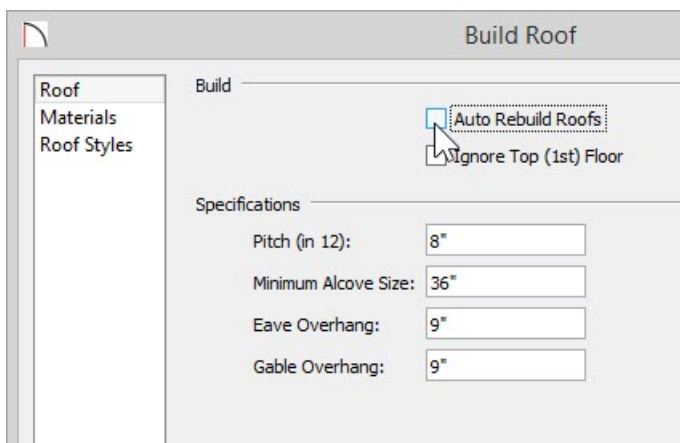 Build Roof
Roof
Materials
Roof Styles
Build
Auto Rebuild Roofs
Ignore Top (1st) Floor
Specifications
Pitch (in 12): 8"
Minimum Alcove Size: 36"
Eave Overhang: 9"
Gable Overhang: 9"